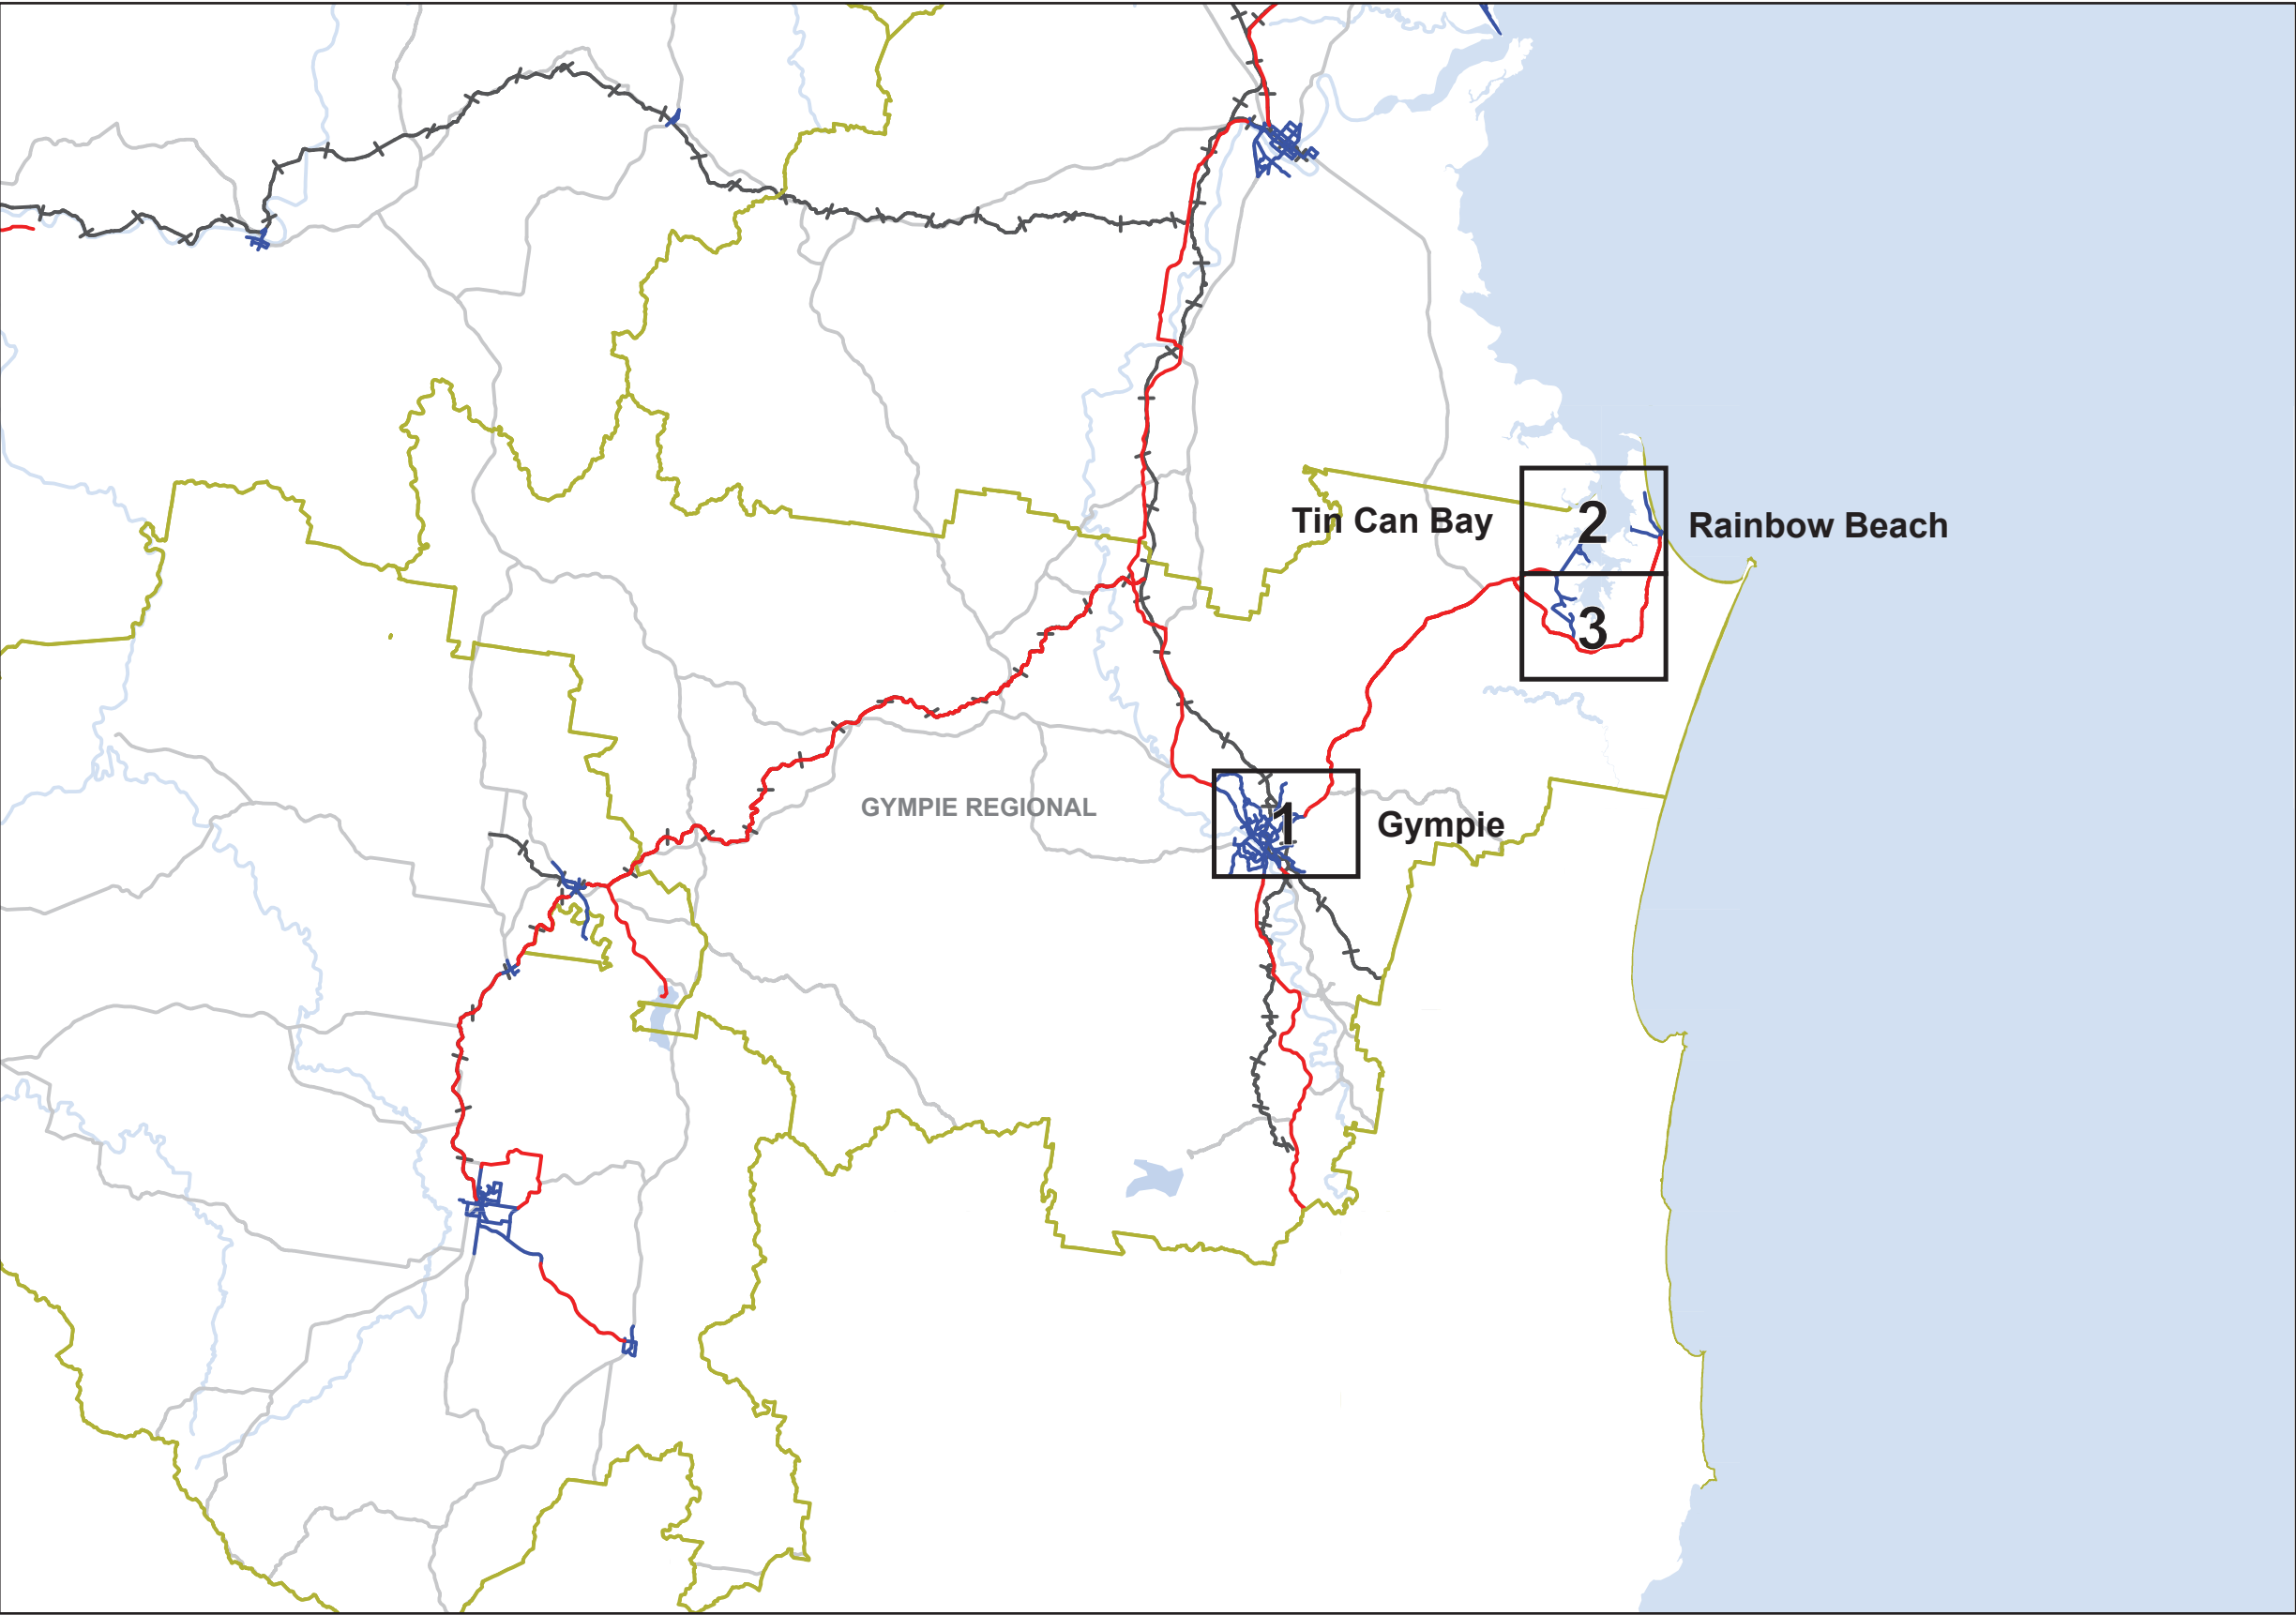 Tin Can Bay
2
Rainbow Beach
3
GYMPIE REGIONAL
1
Gympie